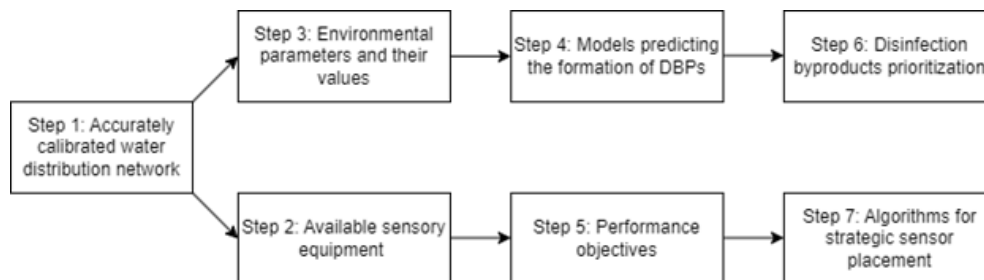 Step 3: Environmental
parameters and their
values
Step 4: Models predicting
the formation of DBPs
Step 6: Disinfection
byproducts prioritization
Step 1: Accurately
calibrated water
distribution network
Step 2: Available sensory
equipment
Step 5: Performance
objectives
Step 7: Algorithms for
strategic sensor
placement